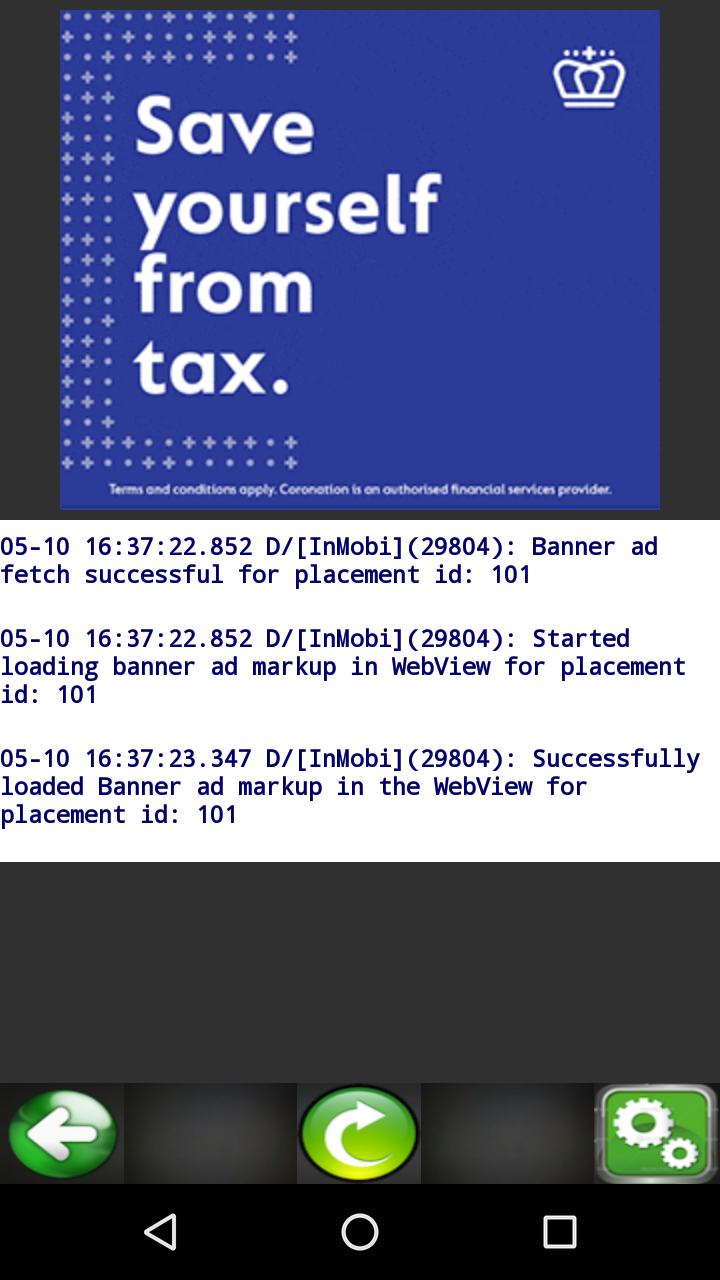 Save
yourself
from
tax.
Terms and conditions apply. Coronation is an authorised financial services provider.
05-10 16:37:22.852 D/[InMobi](29804): Banner ad
fetch successful for placement id: 101
05-10 16:37:22.852 D/[InMobi](29804): Started
loading banner ad markup in WebView for placement
id: 101
05-10 16:37:23.347 D/[InMobi](29804): Successfully
loaded Banner ad markup in the WebView for
placement id: 101